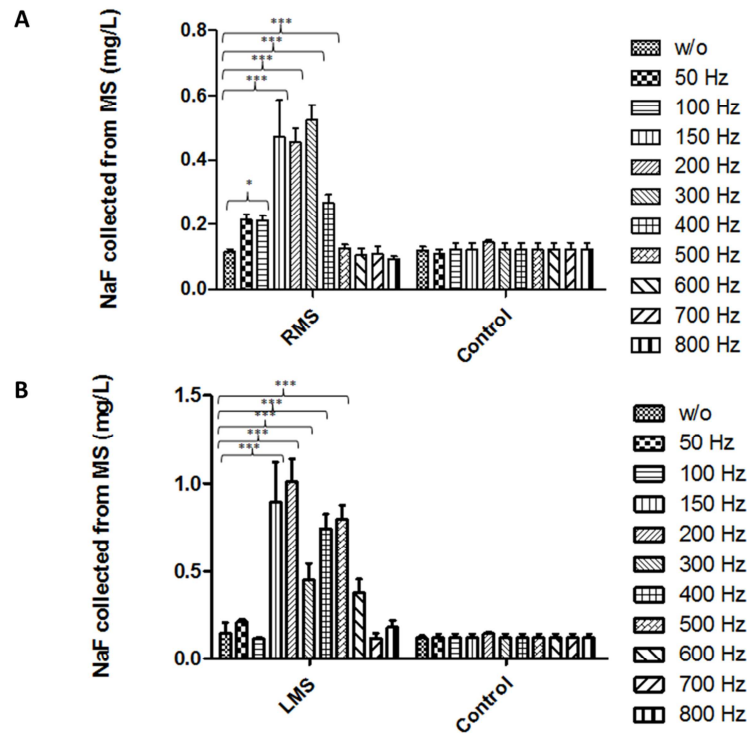 A
NaF collected from MS (mg/L)
0.8
0.6
0.4
0.2
0.0
***
***
***
***
*
RMS
Control
w/o
50 Hz
100 Hz
150 Hz
200 Hz
300 Hz
400 Hz
500 Hz
600 Hz
700 Hz
800 Hz
B
NaF collected from MS (mg/L)
1.5
1.0
0.5
0.0
***
***
***
***
***
LMS
Control
w/o
50 Hz
100 Hz
150 Hz
200 Hz
300 Hz
400 Hz
500 Hz
600 Hz
700 Hz
800 Hz